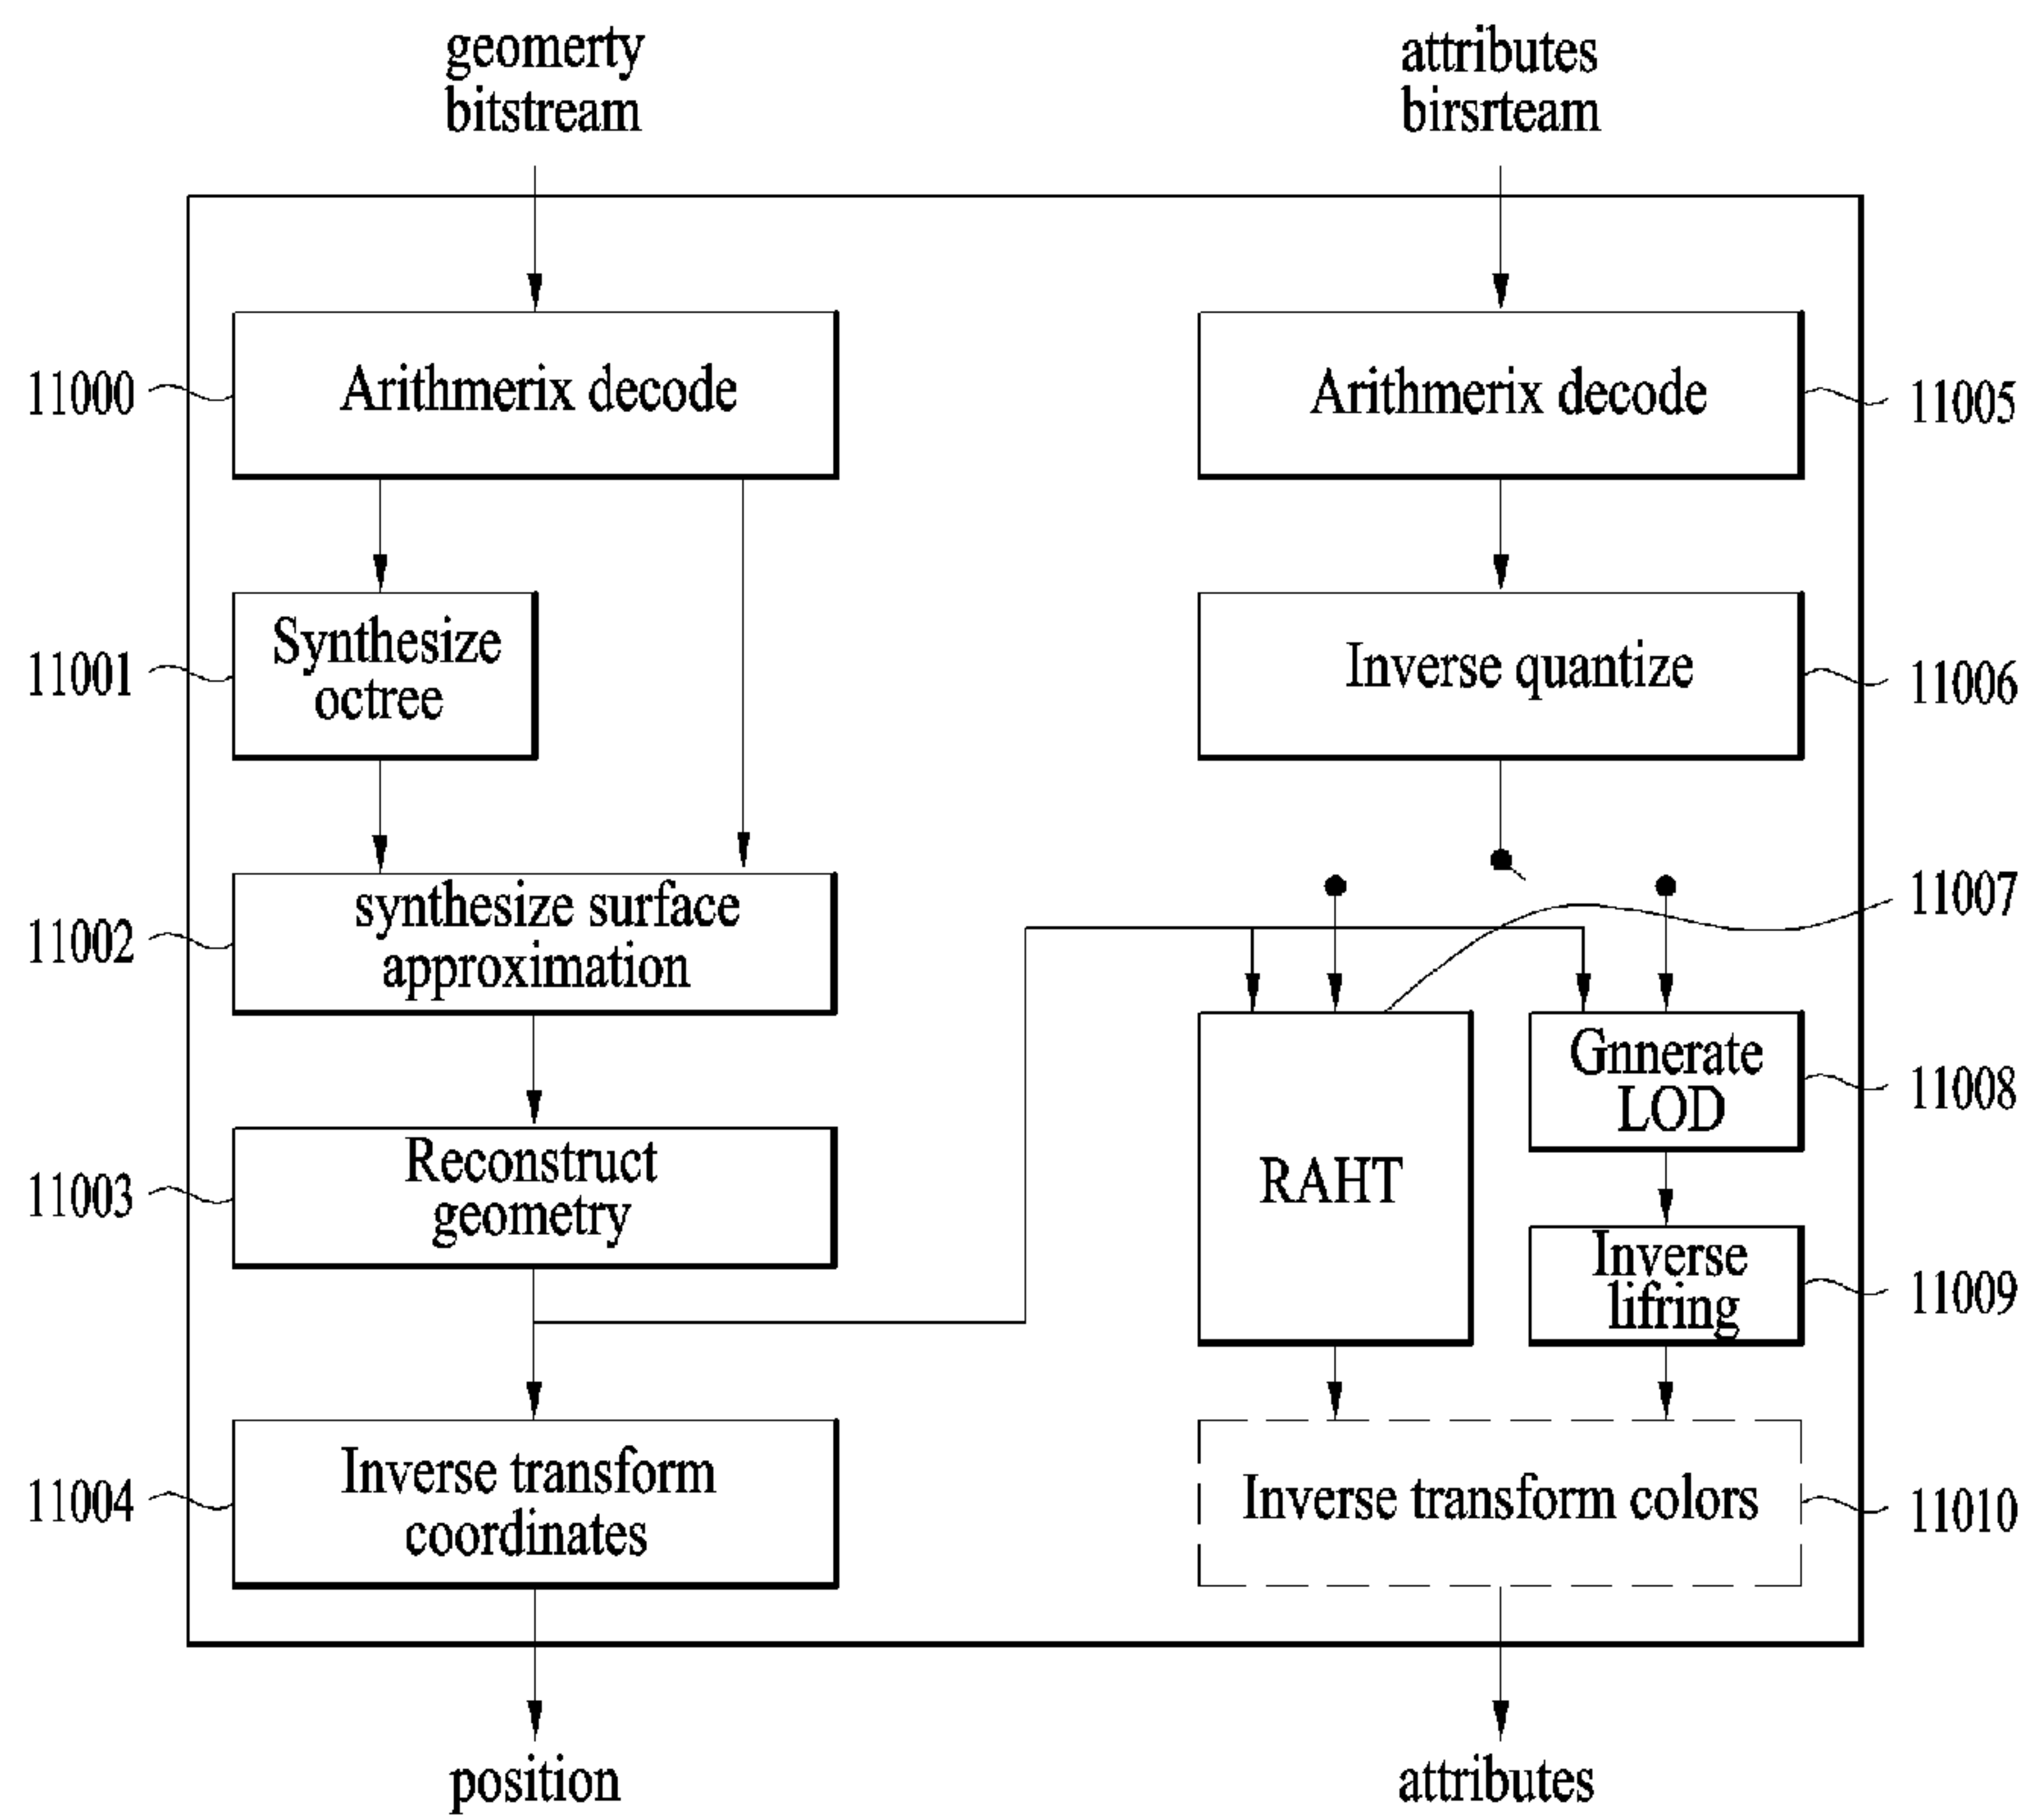 geomerty
bitstream
attributes
birsrteam
11000
Arithmerix decode
Arithmerix decode
11005
11001
Synthesize
octree
Inverse quantize
11006
11002
synthesize surface
approximation
11007
11003
Reconstruct
geometry
RAHT
Gnnerate
LOD
11008
Inverse
lifring
11009
11004
Inverse transform
coordinates
Inverse transform colors
11010
position
attributes